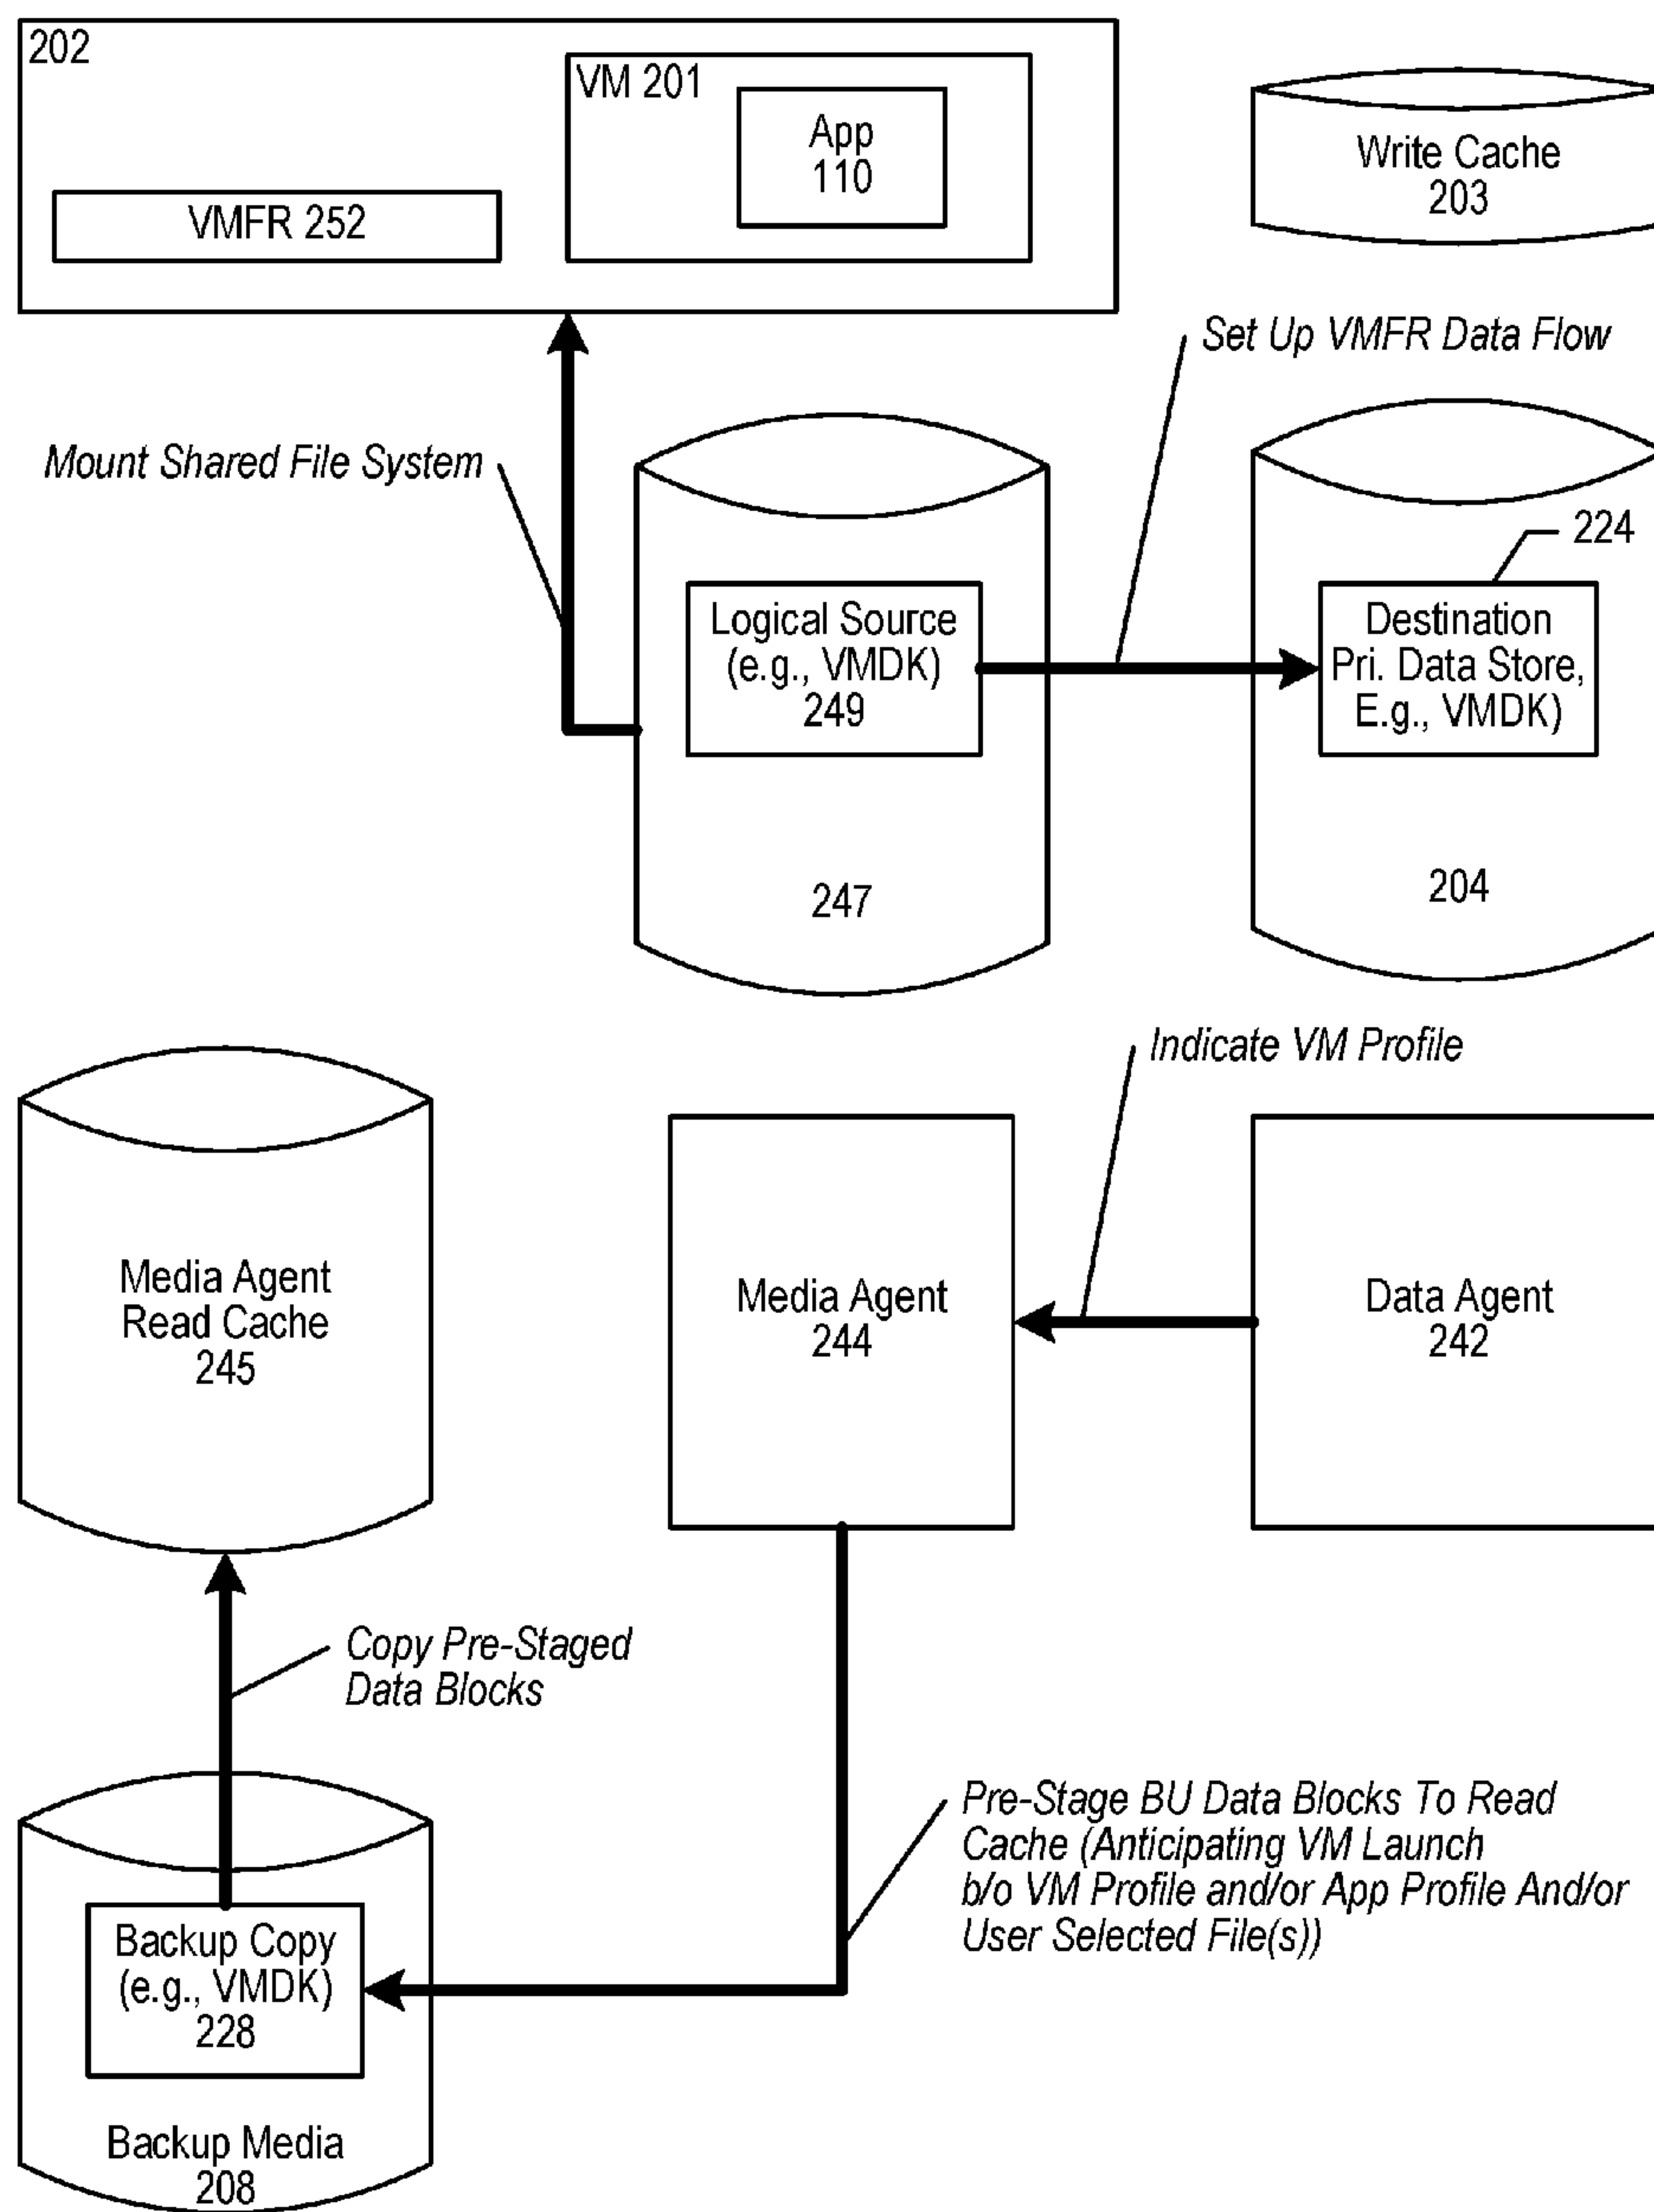 202
VM 201
App
110
VMFR 252
Write Cache
203
Set Up VMFR Data Flow
Mount Shared File System
224
Logical Source
(e.g., VMDK)
249
Destination
Pri. Data Store,
E.g., VMDK)
247
204
Indicate VM Profile
Media Agent
Read Cache
245
Media Agent
244
Data Agent
242
Copy Pre-Staged
Data Blocks
Pre-Stage BU Data Blocks To Read
Cache (Anticipating VM Launch
b/o VM Profile and/or App Profile And/or
User Selected File(s))
Backup Copy
(e.g., VMDK)
228
Backup Media
208